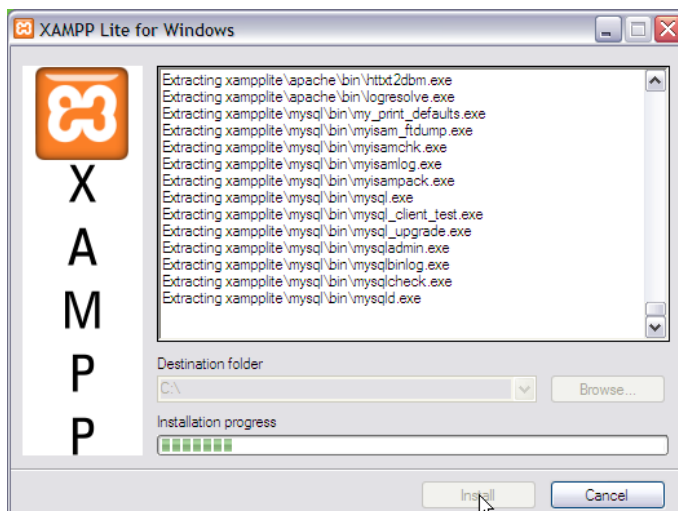 XAMPP Lite for Windows
Extracting xampplite\apache\bin\httxt2dbm.exe
Extracting xampplite\apache\bin\logresolve.exe
Extracting xampplite\mysql\bin\my_print_defaults.exe
Extracting xampplite\mysql\bin\myisam_ftdump.exe
Extracting xampplite\mysql\bin\myisamchk.exe
Extracting xampplite\mysql\bin\myisamlog.exe
Extracting xampplite\mysql\bin\myisampack.exe
Extracting xampplite\mysql\bin\mysql.exe
Extracting xampplite\mysql\bin\mysql_client_test.exe
Extracting xampplite\mysql\bin\mysql_upgrade.exe
Extracting xampplite\mysql\bin\mysqladmin.exe
Extracting xampplite\mysql\bin\mysqlbinlog.exe
Extracting xampplite\mysql\bin\mysqlcheck.exe
Extracting xampplite\mysql\bin\mysqld.exe
X
A
M
P
P
Destination folder
C:\
Browse...
Installation progress
Install
Cancel